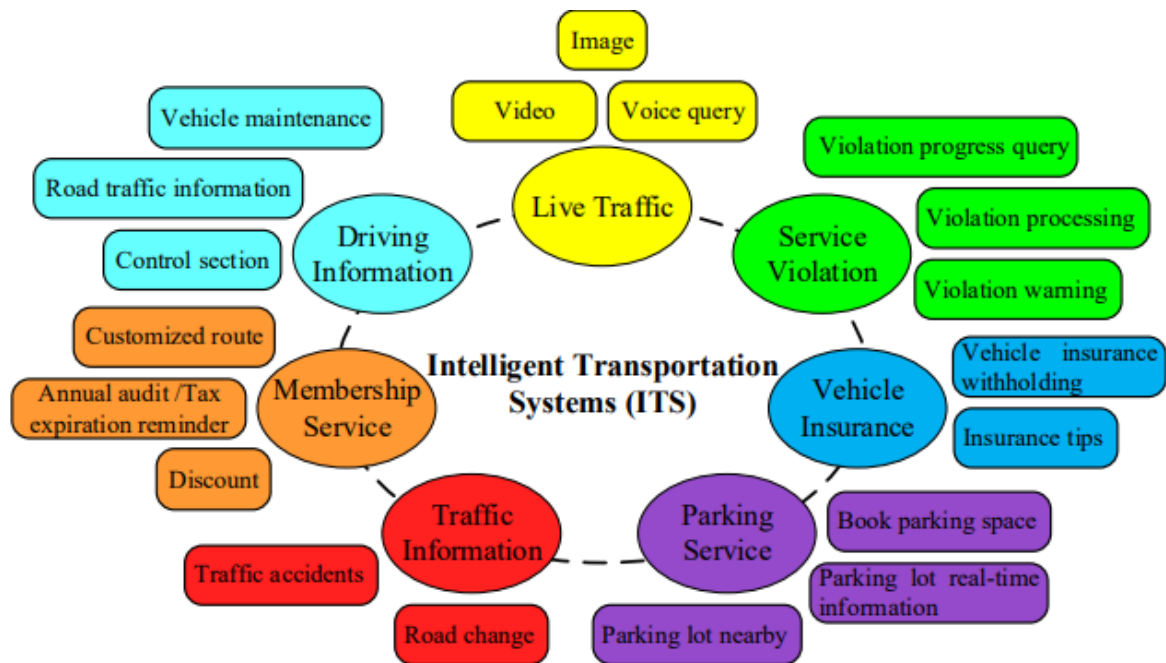 Image
Video
Voice query
Live Traffic
Vehicle maintenance
Road traffic information
Control section
Driving
Information
Violation progress query
Violation processing
Violation warning
Service
Violation
Customized route
Annual audit /Tax
expiration reminder
Discount
Membership
Service
Intelligent Transportation
Systems (ITS)
Vehicle
Insurance
Vehicle insurance
withholding
Insurance tips
Traffic
Information
Traffic accidents
Road change
Parking
Service
Book parking space
Parking lot real-time
information
Parking lot nearby